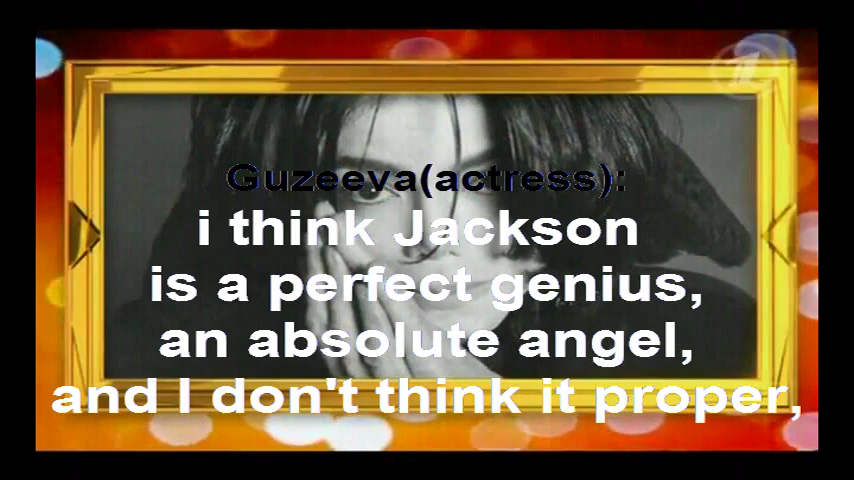 Guzeeva(actress):
i think Jackson
is a perfect genius,
an absolute angel,
and I don't think it proper,